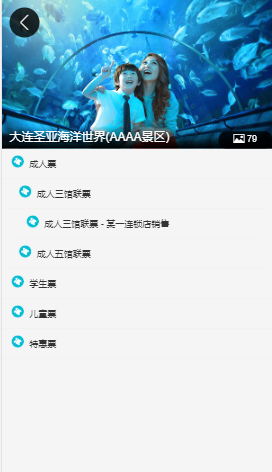 大连圣亚海洋世界(AAAA景区)
79
成人票
成人三馆联票
成人三馆联票 - 某一连锁店销售
成人五馆联票
学生票
儿童票
特惠票